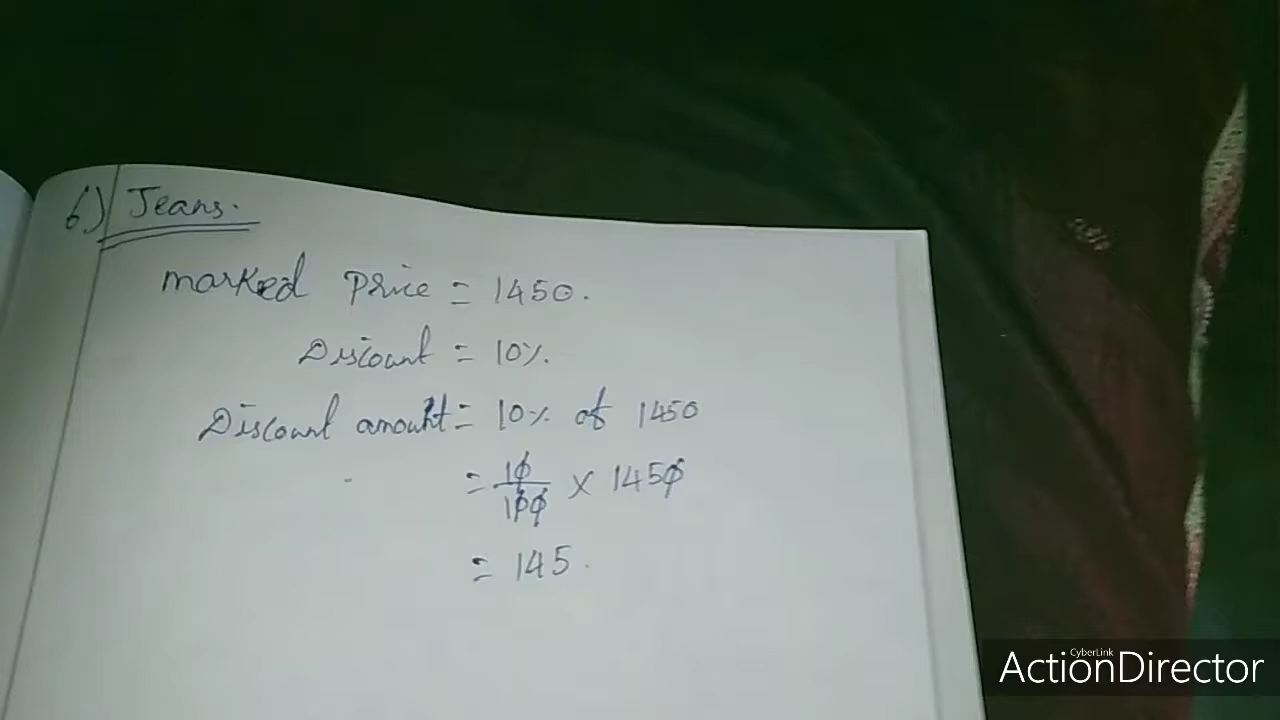 6) Jeans.
marked price = 1450.
Discount = 10%.
Discount amount = 10% of 1450
= 10/100 × 1450
= 145.
CyberLink
ActionDirector